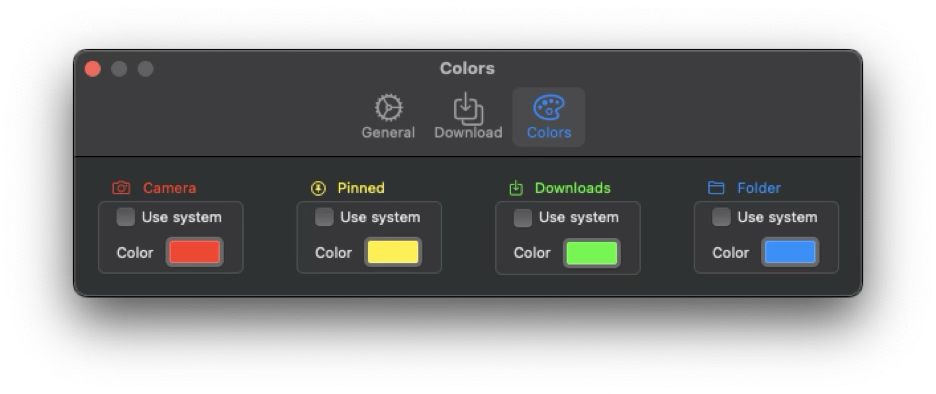 Colors
General Download Colors
Camera Pinned Downloads Folder
Use system Use system Use system Use system
Color Color Color Color